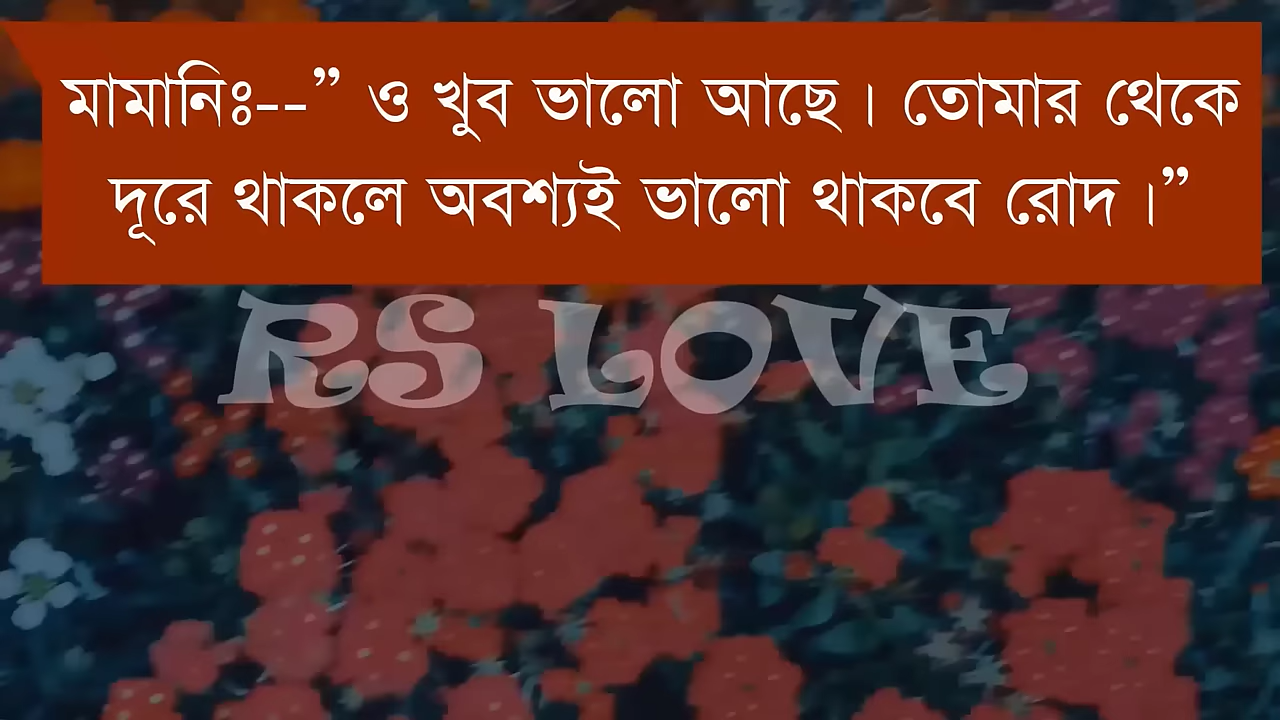 মামানিঃ--” ও খুব ভালো আছে। তোমার থেকে
দূরে থাকলে অবশ্যই ভালো থাকবে রোদ।”
RS LOVE